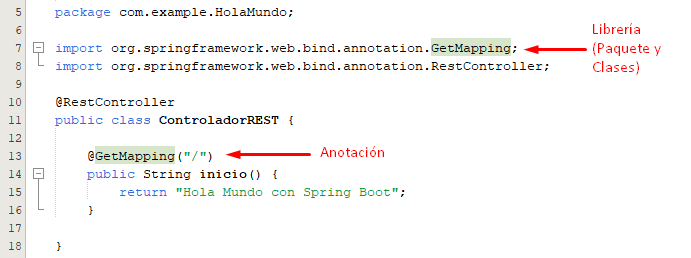 5 package com.example.HolaMundo;
6
7 import org.springframework.web.bind.annotation.GetMapping;
8 import org.springframework.web.bind.annotation.RestController;
9
10 @RestController
11 public class ControladorREST {
12
13 @GetMapping("/")
14 public String inicio() {
15 return "Hola Mundo con Spring Boot";
16 }
17
18 }
Librería
(Paquete y
Clases)
Anotación